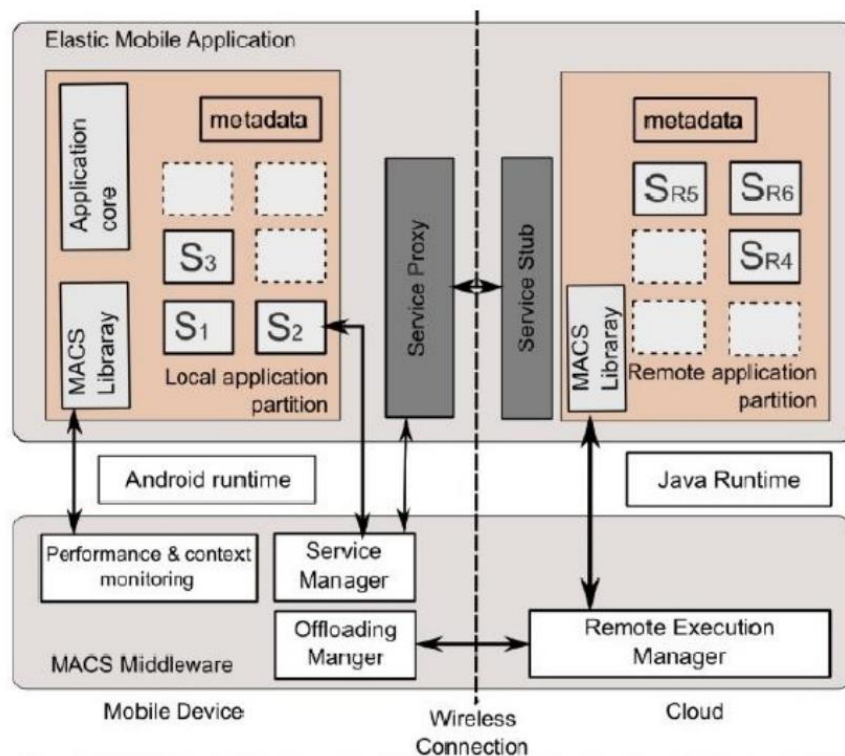 Elastic Mobile Application
Application
core
metadata
S3
S1
S2
MACS
Libraray
Local application
partition
Service Proxy
Service Stub
metadata
SR5
SR6
SR4
MACS
Libraray
Remote application
partition
Android runtime
Java Runtime
Performance & context
monitoring
Service
Manager
Offloading
Manger
Remote Execution
Manager
MACS Middleware
Mobile Device
Wireless
Connection
Cloud